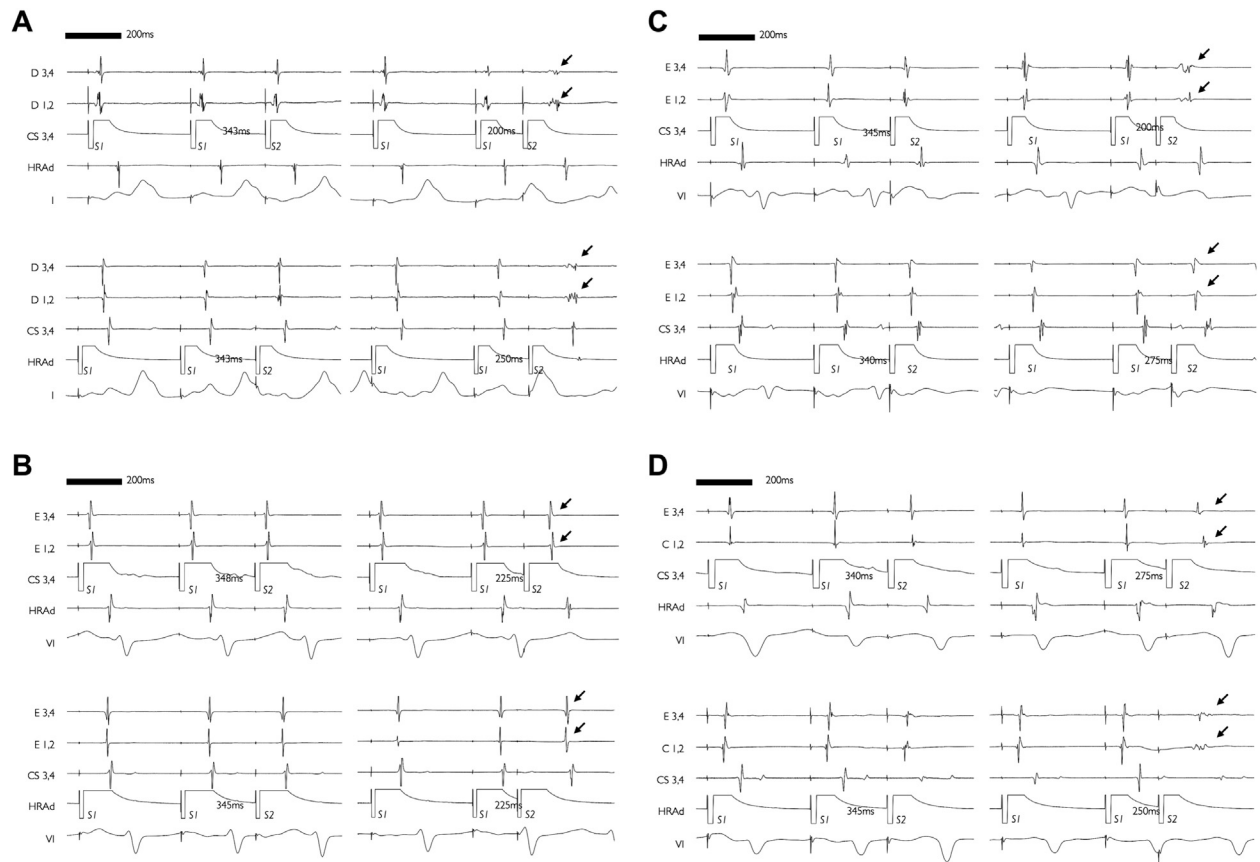 A
200ms
D 3,4
D 1,2
CS 3,4
S1
S1
343ms
S2
S1
S1
200ms
S2
HRAd
I
D 3,4
D 1,2
CS 3,4
HRAd
S1
S1
343ms
S2
S1
S1
250ms
S2
I
B
200ms
E 3,4
E 1,2
CS 3,4
S1
S1
348ms
S2
S1
S1
225ms
S2
HRAd
VI
E 3,4
E 1,2
CS 3,4
HRAd
S1
S1
345ms
S2
S1
S1
225ms
S2
VI
C
200ms
E 3,4
E 1,2
CS 3,4
S1
S1
345ms
S2
S1
S1
200ms
S2
HRAd
VI
E 3,4
E 1,2
CS 3,4
HRAd
S1
S1
340ms
S2
S1
S1
275ms
S2
VI
D
200ms
E 3,4
C 1,2
CS 3,4
S1
S1
340ms
S2
S1
S1
275ms
S2
HRAd
VI
E 3,4
C 1,2
CS 3,4
HRAd
S1
S1
345ms
S2
S1
S1
250ms
S2
VI